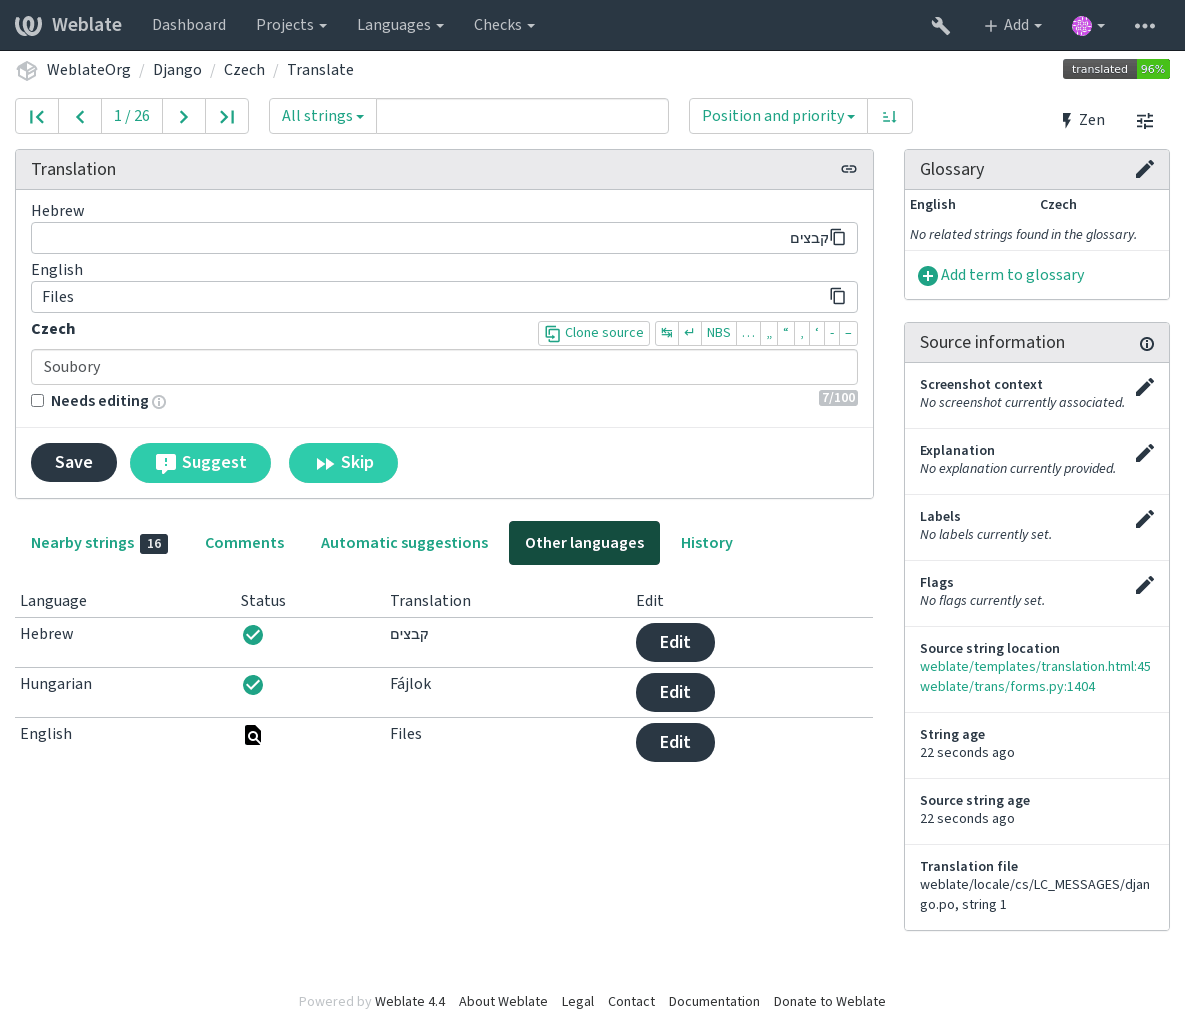 Weblate Dashboard Projects Languages Checks Add
WeblateOrg / Django / Czech / Translate translated 96%
1 / 26 All strings Position and priority Zen
Translation
Hebrew
קבצים
English
Files
Czech Clone source ↹ ↵ NBS … „ “ ‚ ‘ - –
Soubory
Needs editing 7/100
Save Suggest Skip
Nearby strings 16 Comments Automatic suggestions Other languages History
Language Status Translation Edit
Hebrew קבצים Edit
Hungarian Fájlok Edit
English Files Edit
Glossary
English Czech
No related strings found in the glossary.
Add term to glossary
Source information
Screenshot context
No screenshot currently associated.
Explanation
No explanation currently provided.
Labels
No labels currently set.
Flags
No flags currently set.
Source string location
weblate/templates/translation.html:45
weblate/trans/forms.py:1404
String age
22 seconds ago
Source string age
22 seconds ago
Translation file
weblate/locale/cs/LC_MESSAGES/djan
go.po, string 1
Powered by Weblate 4.4 About Weblate Legal Contact Documentation Donate to Weblate